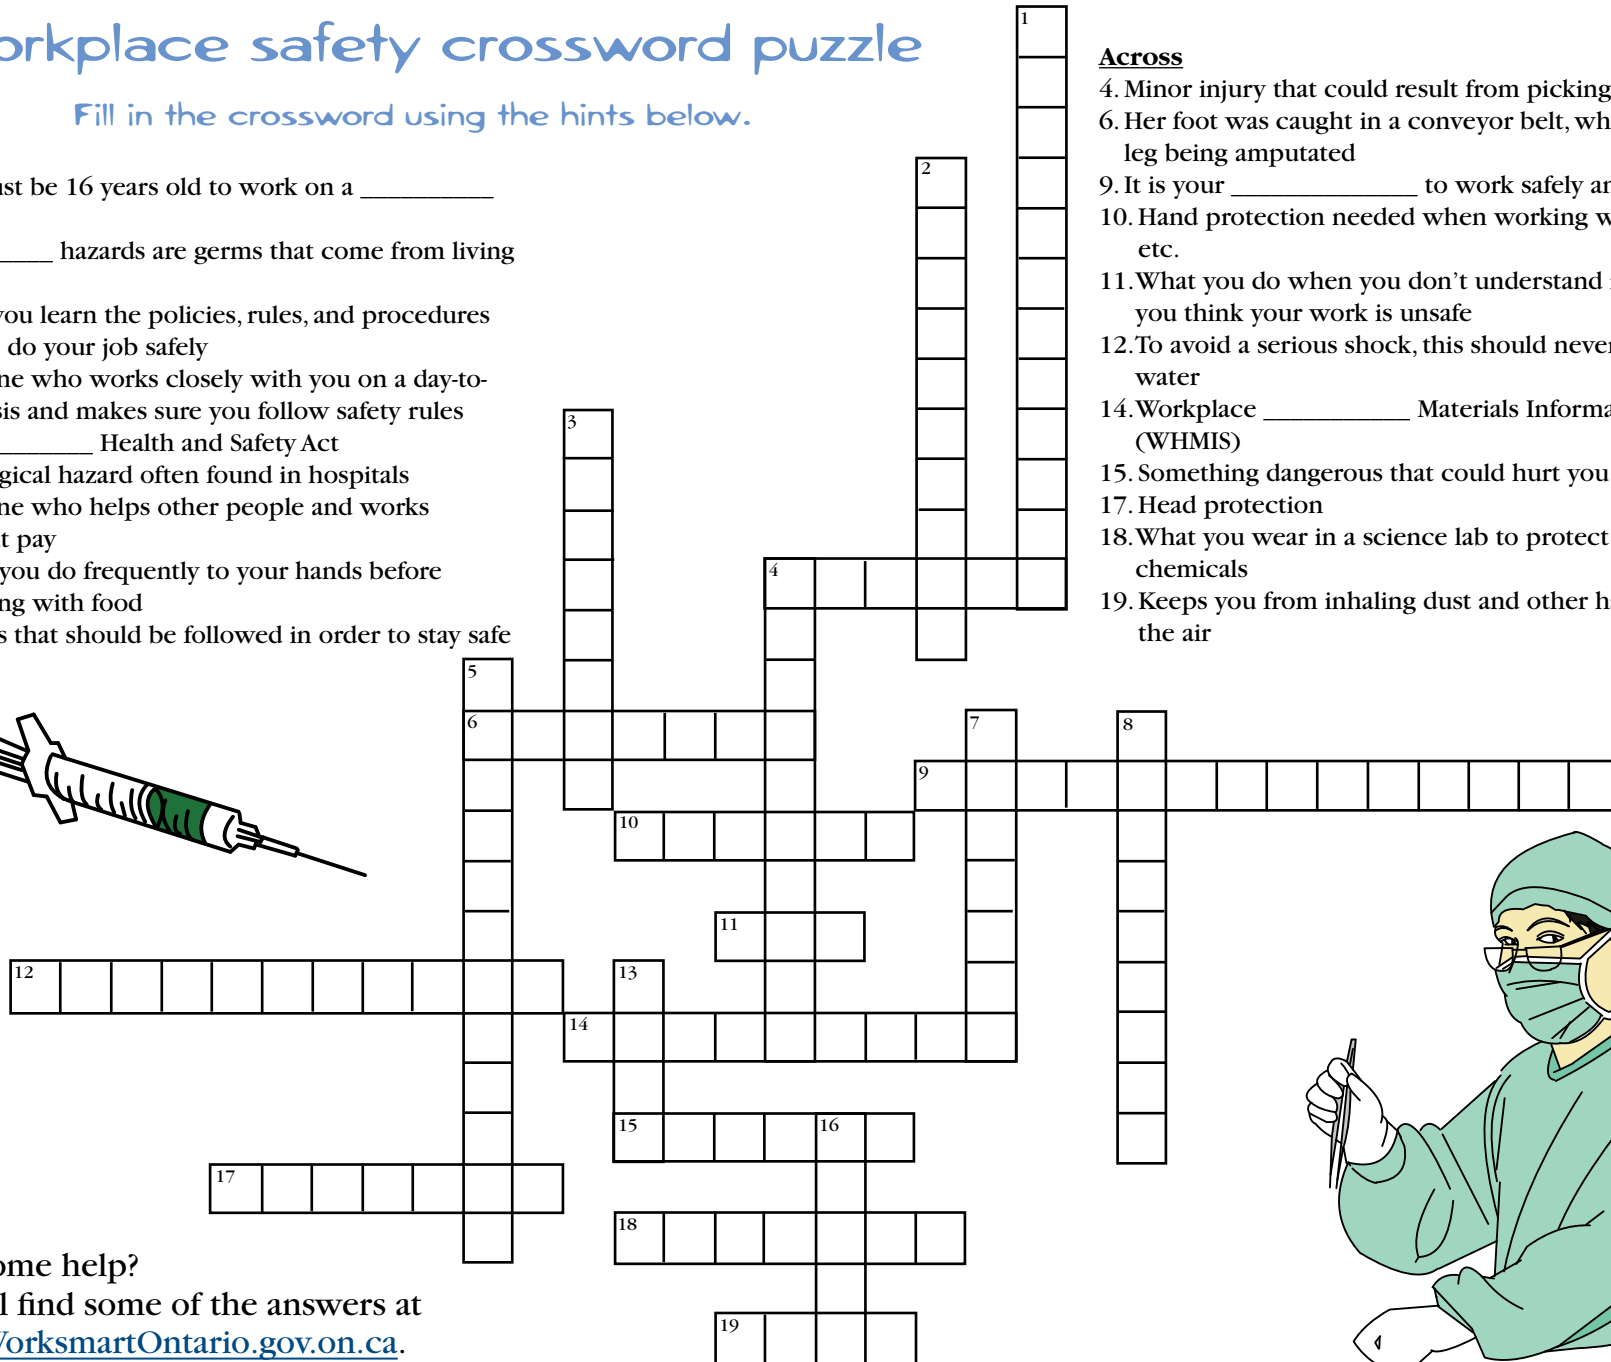 orkplace safety crossword puzzle
Fill in the crossword using the hints below.
ust be 16 years old to work on a __________
____ hazards are germs that come from living
you learn the policies, rules, and procedures
do your job safely
ne who works closely with you on a day-to-
sis and makes sure you follow safety rules
_______ Health and Safety Act
gical hazard often found in hospitals
ne who helps other people and works
t pay
you do frequently to your hands before
ng with food
s that should be followed in order to stay safe
Across
4. Minor injury that could result from picking
6. Her foot was caught in a conveyor belt, wh
leg being amputated
9. It is your ______________ to work safely an
10. Hand protection needed when working w
etc.
11. What you do when you don't understand
you think your work is unsafe
12. To avoid a serious shock, this should never
water
14. Workplace ___________ Materials Informa
(WHMIS)
15. Something dangerous that could hurt you
17. Head protection
18. What you wear in a science lab to protect
chemicals
19. Keeps you from inhaling dust and other h
the air
1
2
3
4
5
6
7
8
9
10
11
12
13
14
15
16
17
18
19
ome help?
l find some of the answers at
WorksmartOntario.gov.on.ca.